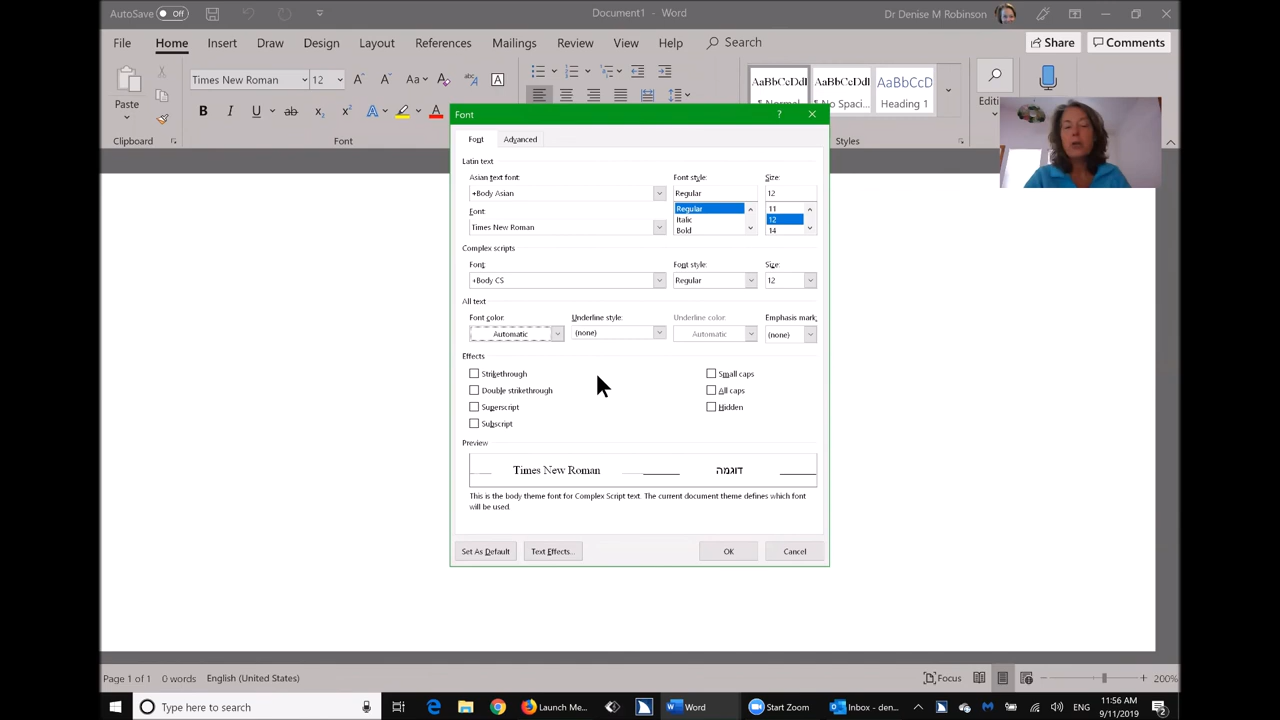 AutoSave Off
Document1 - Word
Dr Denise M Robinson
File Home Insert Draw Design Layout References Mailings Review View Help Search
Share Comments
Paste
Times New Roman 12
Aa
B I U ab x₂ x² A A
AaBbCcDdI AaBbCcDdI AaBbCcD
¶ Normal ¶ No Spaci... Heading 1
Editi
Clipboard Font Styles
Font ?
Font Advanced
Latin text
Asian text font: Font style: Size:
+Body Asian Regular 12
Regular 11
Font:
Italic 12
Times New Roman
Bold 14
Complex scripts
Font: Font style: Size:
+Body CS Regular 12
All text
Font color: Underline style: Underline color: Emphasis mark:
Automatic (none) Automatic (none)
Effects
Strikethrough Small caps
Double strikethrough All caps
Superscript Hidden
Subscript
Preview
Times New Roman דוגמה
This is the body theme font for Complex Script text. The current document theme defines which font
will be used.
Set As Default Text Effects... OK Cancel
Page 1 of 1 0 words English (United States)
Focus 200%
Type here to search
Launch Me...
Word
Start Zoom
Inbox - den...
ENG
11:56 AM
9/11/2019
2